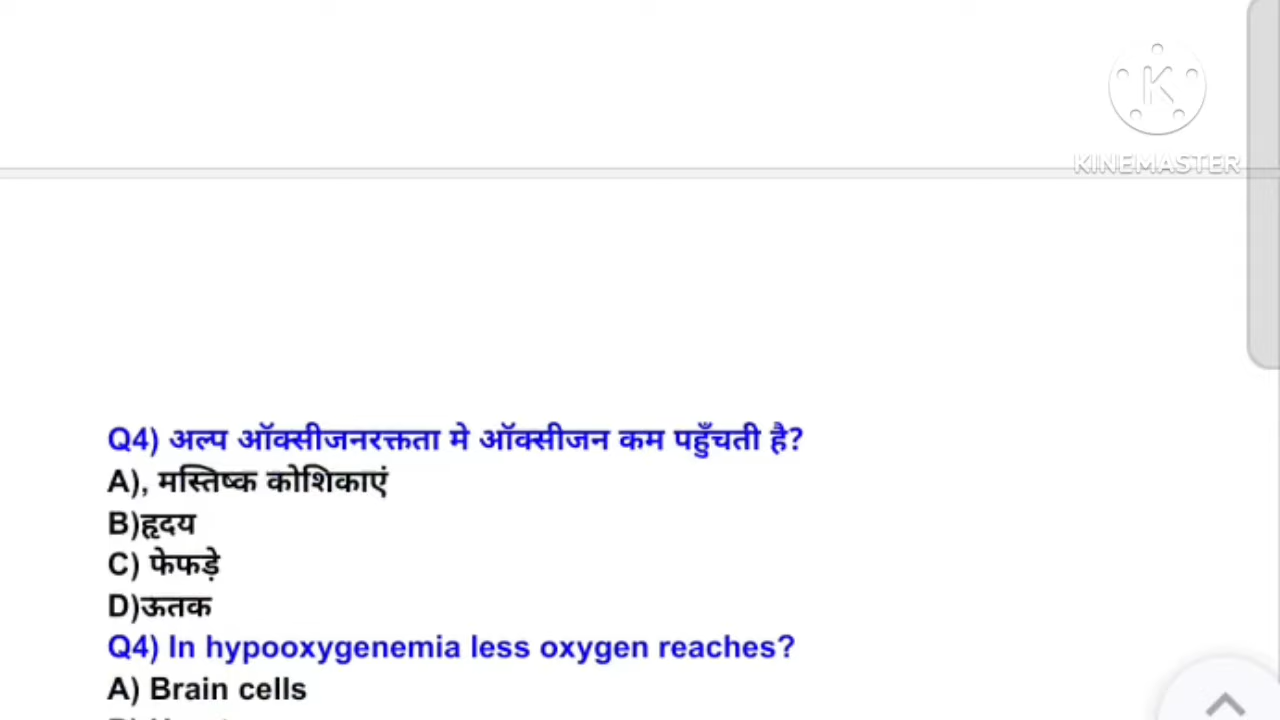 KINEMASTER
Q4) अल्प ऑक्सीजनरक्तता मे ऑक्सीजन कम पहुँचती है?
A), मस्तिष्क कोशिकाएं
B)हृदय
C) फेफड़े
D)ऊतक
Q4) In hypooxygenemia less oxygen reaches?
A) Brain cells